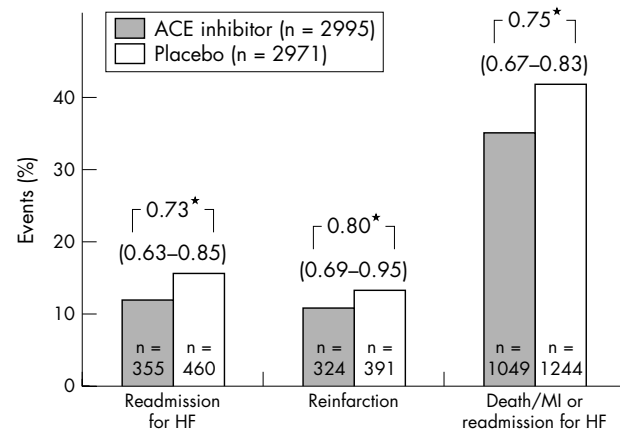 ACE inhibitor (n = 2995)
Placebo (n = 2971)
Events (%)
40
30
20
10
0
0.73★
(0.63–0.85)
0.80★
(0.69–0.95)
0.75★
(0.67–0.83)
n =
355
n =
460
n =
324
n =
391
n =
1049
n =
1244
Readmission
for HF
Reinfarction
Death/MI or
readmission for HF